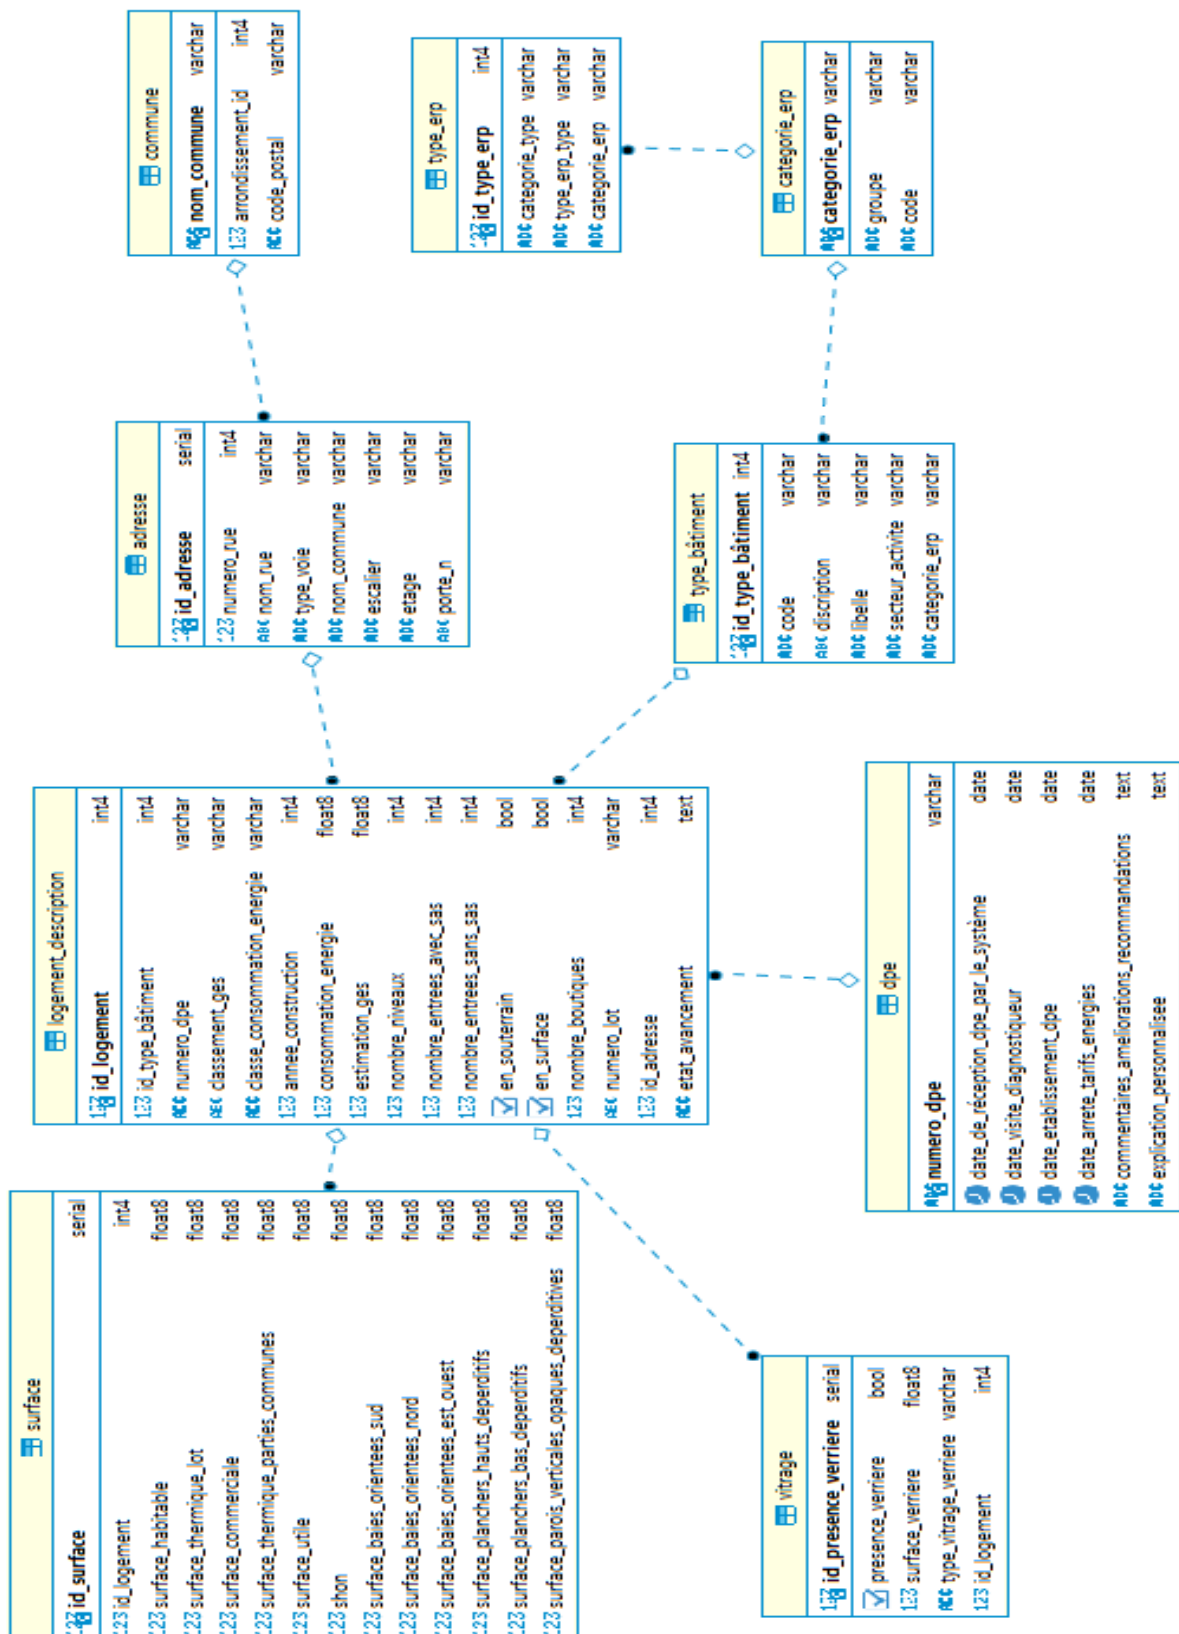 surface
id_surface serial
id_logement int4
surface_habitable float8
surface_thermique_lot float8
surface_commerciale float8
surface_thermique_parties_communes float8
surface_utile float8
shon float8
surface_baies_orientees_sud float8
surface_baies_orientees_nord float8
surface_baies_orientees_est_ouest float8
surface_planchers_hauts_deperditifs float8
surface_planchers_bas_deperditifs float8
surface_parois_verticales_opaques_deperditives float8
logement_description
id_logement int4
id_type_bâtiment int4
numero_dpe varchar
classement_ges varchar
classe_consommation_energie varchar
annee_construction int4
consommation_energie float8
estimation_ges float8
nombre_niveaux int4
nombre_entrees_avec_sas int4
nombre_entrees_sans_sas int4
en_souterrain bool
en_surface bool
nombre_boutiques int4
numero_lot varchar
id_adresse int4
etat_avancement text
adresse
id_adresse serial
numero_rue int4
nom_rue varchar
type_voie varchar
nom_commune varchar
escalier varchar
etage varchar
porte_n varchar
commune
nom_commune varchar
arrondissement_id int4
code_postal varchar
type_erp
id_type_erp int4
categorie_type varchar
type_erp_type varchar
categorie_erp varchar
vitrage
id_presence_verriere serial
presence_verriere bool
surface_verriere float8
type_vitrage_verriere varchar
id_logement int4
dpe
numero_dpe varchar
date_de_réception_dpe_par_le_système date
date_visite_diagnostiqueur date
date_etablissement_dpe date
date_arrete_tarifs_energies date
commentaires_ameliorations_recommandations text
explication_personnalisee text
type_bâtiment
id_type_bâtiment int4
code varchar
discription varchar
libelle varchar
secteur_activite varchar
categorie_erp varchar
categorie_erp
categorie_erp varchar
groupe varchar
code varchar